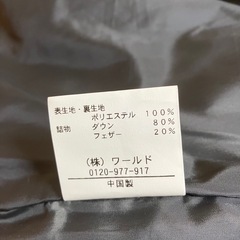 表生地・裏生地
ポリエステル 100%
詰物 ダウン 80%
フェザー 20%
(株) ワールド
0120-977-917
中国製